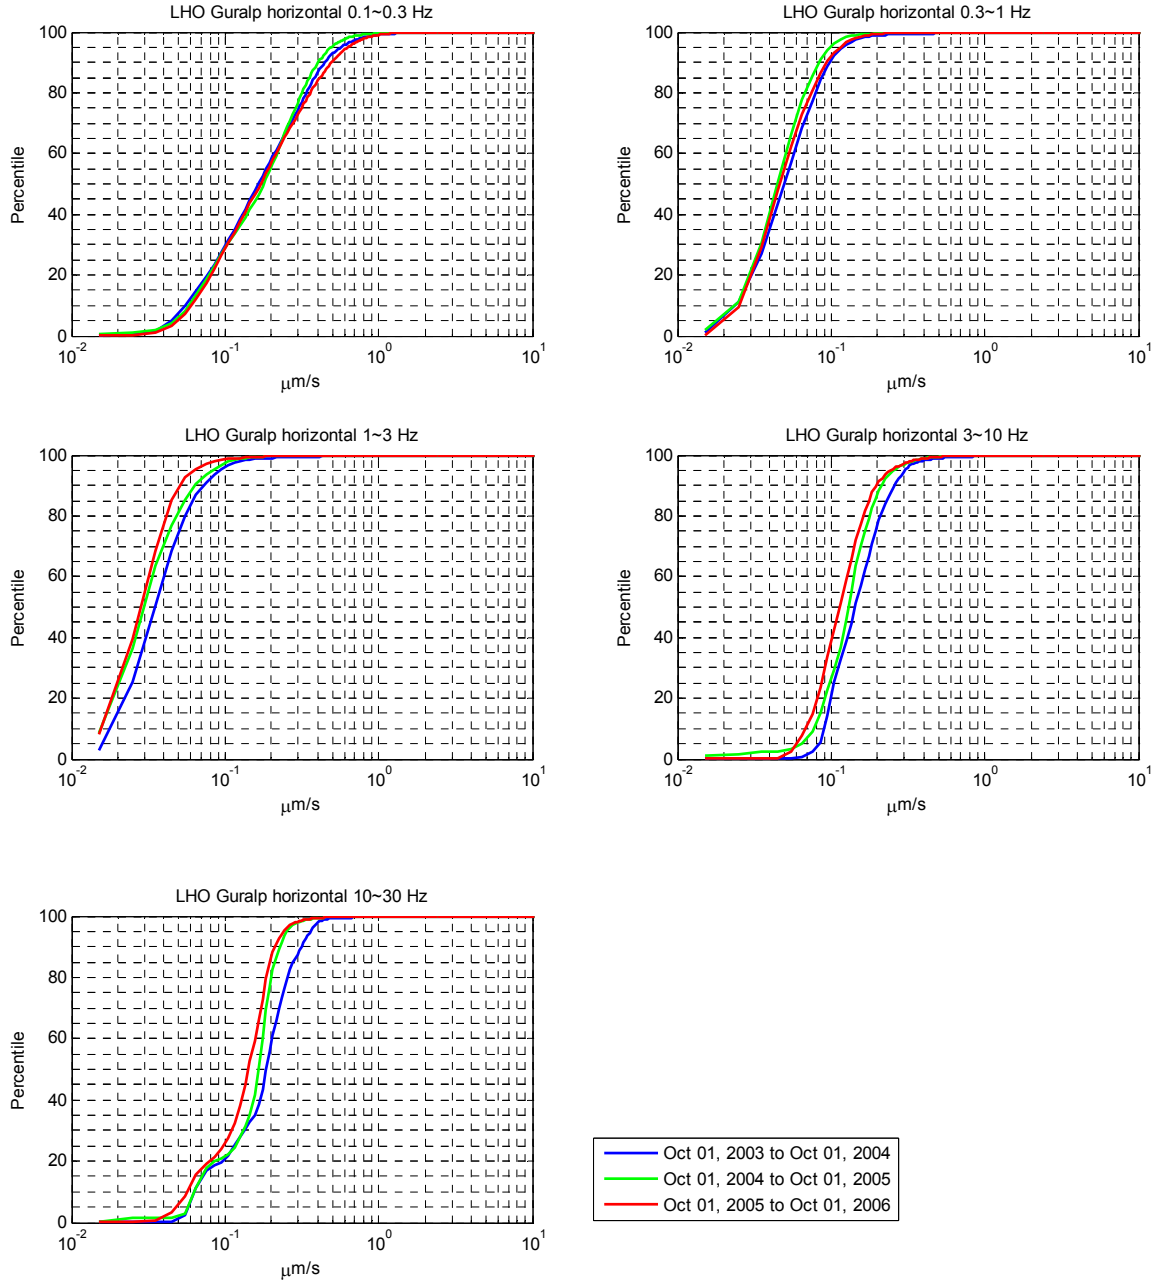 LHO Guralp horizontal 0.1~0.3 Hz
100
80
60
40
20
0
Percentile
10^-2
10^-1
10^0
10^1
μm/s
LHO Guralp horizontal 0.3~1 Hz
100
80
60
40
20
0
Percentile
10^-2
10^-1
10^0
10^1
μm/s
LHO Guralp horizontal 1~3 Hz
100
80
60
40
20
0
Percentile
10^-2
10^-1
10^0
10^1
μm/s
LHO Guralp horizontal 3~10 Hz
100
80
60
40
20
0
Percentile
10^-2
10^-1
10^0
10^1
μm/s
LHO Guralp horizontal 10~30 Hz
100
80
60
40
20
0
Percentile
10^-2
10^-1
10^0
10^1
μm/s
Oct 01, 2003 to Oct 01, 2004
Oct 01, 2004 to Oct 01, 2005
Oct 01, 2005 to Oct 01, 2006